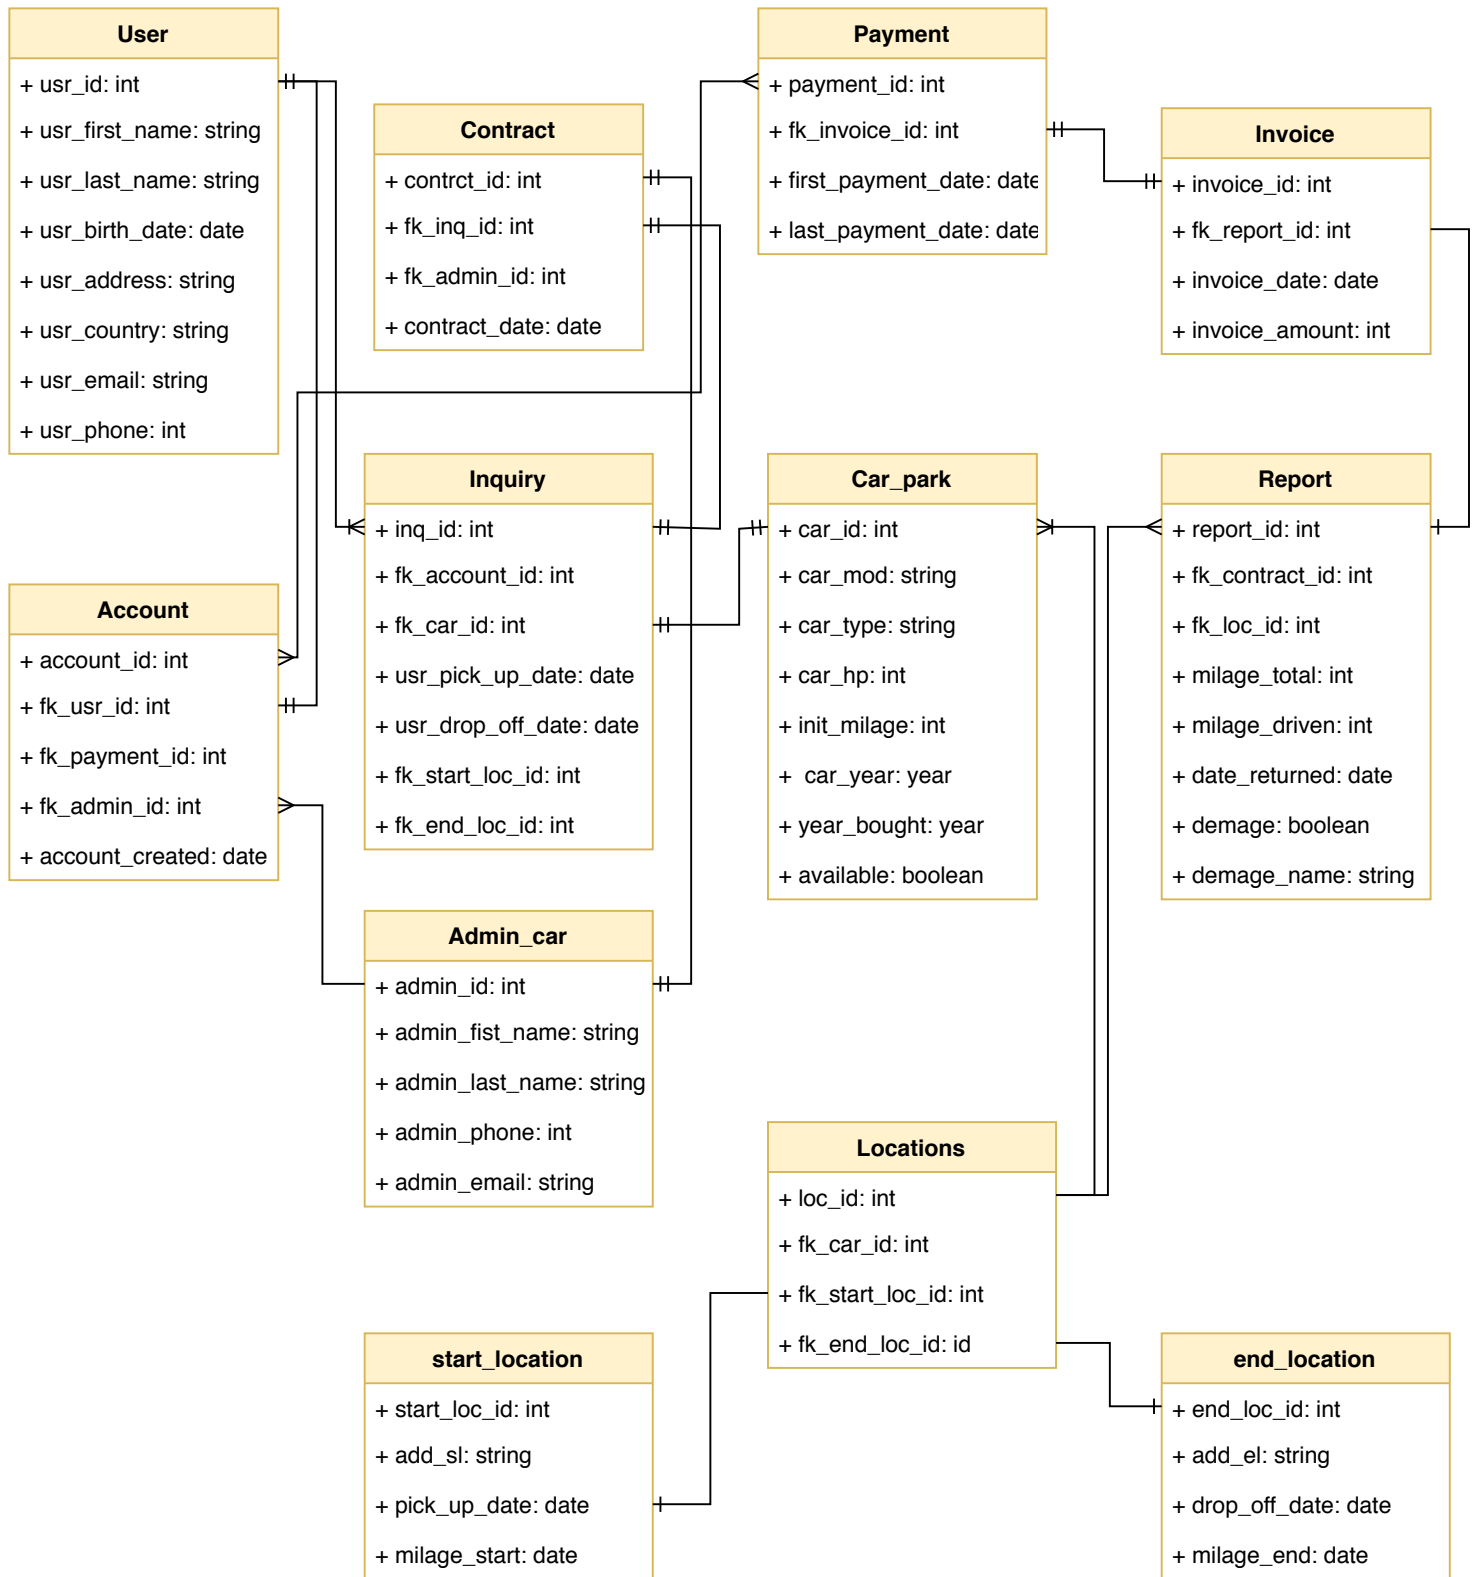 User
+ usr_id: int
+ usr_first_name: string
+ usr_last_name: string
+ usr_birth_date: date
+ usr_address: string
+ usr_country: string
+ usr_email: string
+ usr_phone: int
Contract
+ contrct_id: int
+ fk_inq_id: int
+ fk_admin_id: int
+ contract_date: date
Payment
+ payment_id: int
+ fk_invoice_id: int
+ first_payment_date: date
+ last_payment_date: date
Invoice
+ invoice_id: int
+ fk_report_id: int
+ invoice_date: date
+ invoice_amount: int
Inquiry
+ inq_id: int
+ fk_account_id: int
+ fk_car_id: int
+ usr_pick_up_date: date
+ usr_drop_off_date: date
+ fk_start_loc_id: int
+ fk_end_loc_id: int
Car_park
+ car_id: int
+ car_mod: string
+ car_type: string
+ car_hp: int
+ init_milage: int
+ car_year: year
+ year_bought: year
+ available: boolean
Report
+ report_id: int
+ fk_contract_id: int
+ fk_loc_id: int
+ milage_total: int
+ milage_driven: int
+ date_returned: date
+ demage: boolean
+ demage_name: string
Account
+ account_id: int
+ fk_usr_id: int
+ fk_payment_id: int
+ fk_admin_id: int
+ account_created: date
Admin_car
+ admin_id: int
+ admin_fist_name: string
+ admin_last_name: string
+ admin_phone: int
+ admin_email: string
Locations
+ loc_id: int
+ fk_car_id: int
+ fk_start_loc_id: int
+ fk_end_loc_id: id
start_location
+ start_loc_id: int
+ add_sl: string
+ pick_up_date: date
+ milage_start: date
end_location
+ end_loc_id: int
+ add_el: string
+ drop_off_date: date
+ milage_end: date